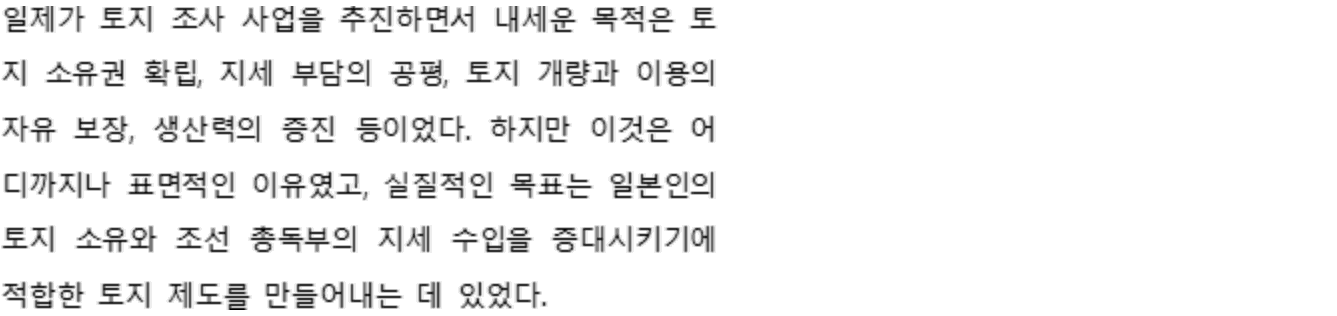 일제가 토지 조사 사업을 추진하면서 내세운 목적은 토
지 소유권 확립, 지세 부담의 공평, 토지 개량과 이용의
자유 보장, 생산력의 증진 등이었다. 하지만 이것은 어
디까지나 표면적인 이유였고, 실질적인 목표는 일본인의
토지 소유와 조선 총독부의 지세 수입을 증대시키기에
적합한 토지 제도를 만들어내는 데 있었다.